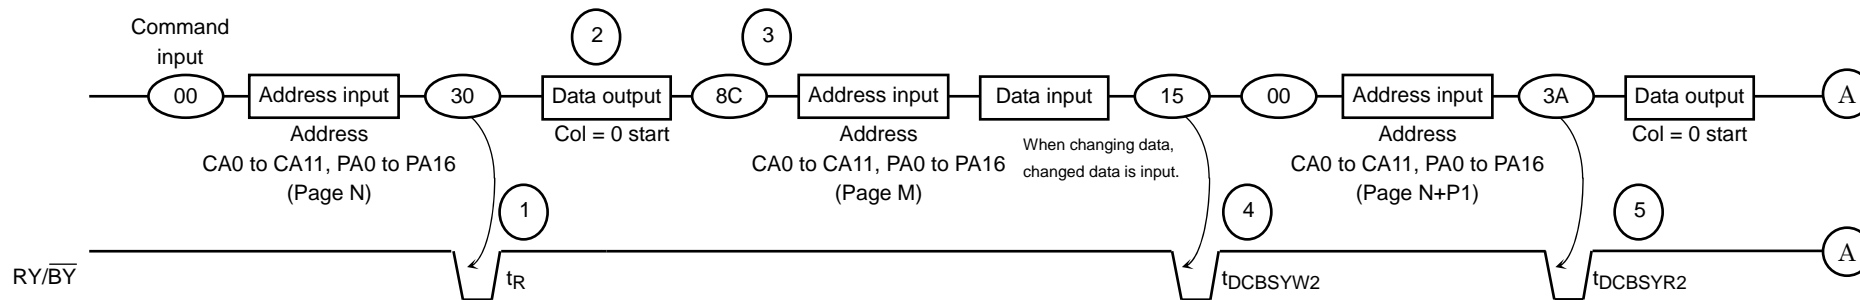 Command
input
2
3
00
Address input
30
Data output
8C
Address input
Data input
15
00
Address input
3A
Data output
A
Address
CA0 to CA11, PA0 to PA16
(Page N)
Col = 0 start
Address
CA0 to CA11, PA0 to PA16
(Page M)
When changing data,
changed data is input.
Address
CA0 to CA11, PA0 to PA16
(Page N+P1)
Col = 0 start
1
4
5
RY/BY
tR
tDCBSYW2
tDCBSYR2
A